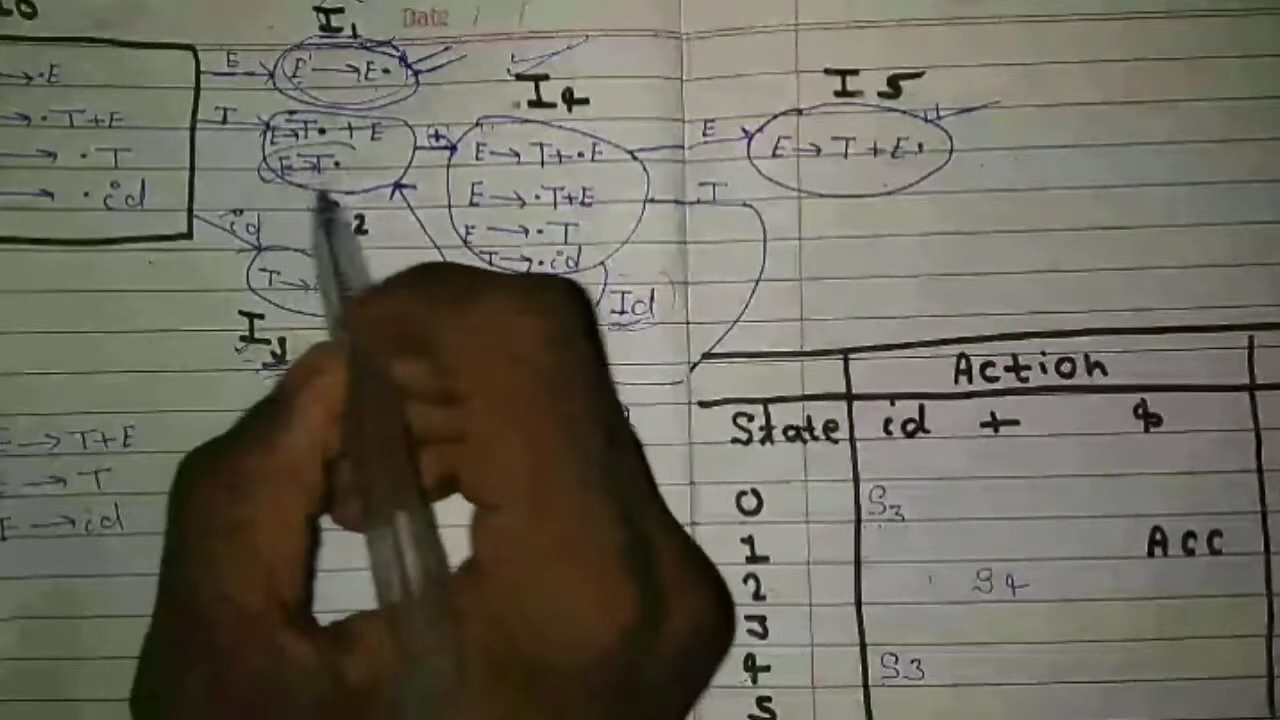 Date / /
I1
E' → E•
→ •E
→ •T+E
→ •T
→ •id
E
T
id
E→T• + E
E→T•
2
T→
I3
+
I4
E → T+•E
E → •T+E
E → •T
T → •id
Id
E
T
I5
E → T + E•
E → T+E
→ T
→ id
Action
State id + $
0 S3
1 Acc
2 S4
3
4 S3
5